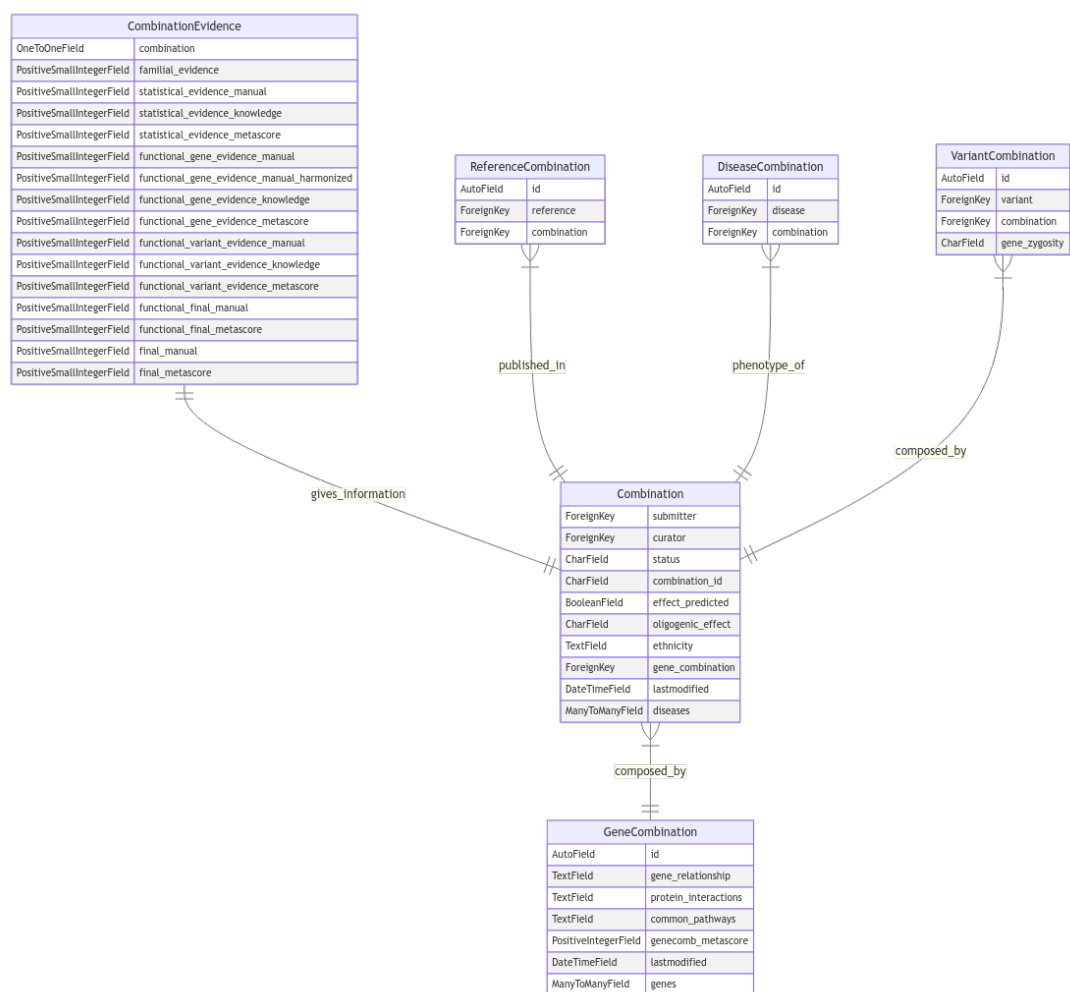 CombinationEvidence
OneToOneField combination
PositiveSmallIntegerField familial_evidence
PositiveSmallIntegerField statistical_evidence_manual
PositiveSmallIntegerField statistical_evidence_knowledge
PositiveSmallIntegerField statistical_evidence_metascore
PositiveSmallIntegerField functional_gene_evidence_manual
PositiveSmallIntegerField functional_gene_evidence_manual_harmonized
PositiveSmallIntegerField functional_gene_evidence_knowledge
PositiveSmallIntegerField functional_gene_evidence_metascore
PositiveSmallIntegerField functional_variant_evidence_manual
PositiveSmallIntegerField functional_variant_evidence_knowledge
PositiveSmallIntegerField functional_variant_evidence_metascore
PositiveSmallIntegerField functional_final_manual
PositiveSmallIntegerField functional_final_metascore
PositiveSmallIntegerField final_manual
PositiveSmallIntegerField final_metascore
ReferenceCombination
AutoField id
ForeignKey reference
ForeignKey combination
DiseaseCombination
AutoField id
ForeignKey disease
ForeignKey combination
VariantCombination
AutoField id
ForeignKey variant
ForeignKey combination
CharField gene_zygosity
published_in
phenotype_of
composed_by
gives_information
Combination
ForeignKey submitter
ForeignKey curator
CharField status
CharField combination_id
BooleanField effect_predicted
CharField oligogenic_effect
TextField ethnicity
ForeignKey gene_combination
DateTimeField lastmodified
ManyToManyField diseases
composed_by
GeneCombination
AutoField id
TextField gene_relationship
TextField protein_interactions
TextField common_pathways
PositiveIntegerField genecomb_metascore
DateTimeField lastmodified
ManyToManyField genes